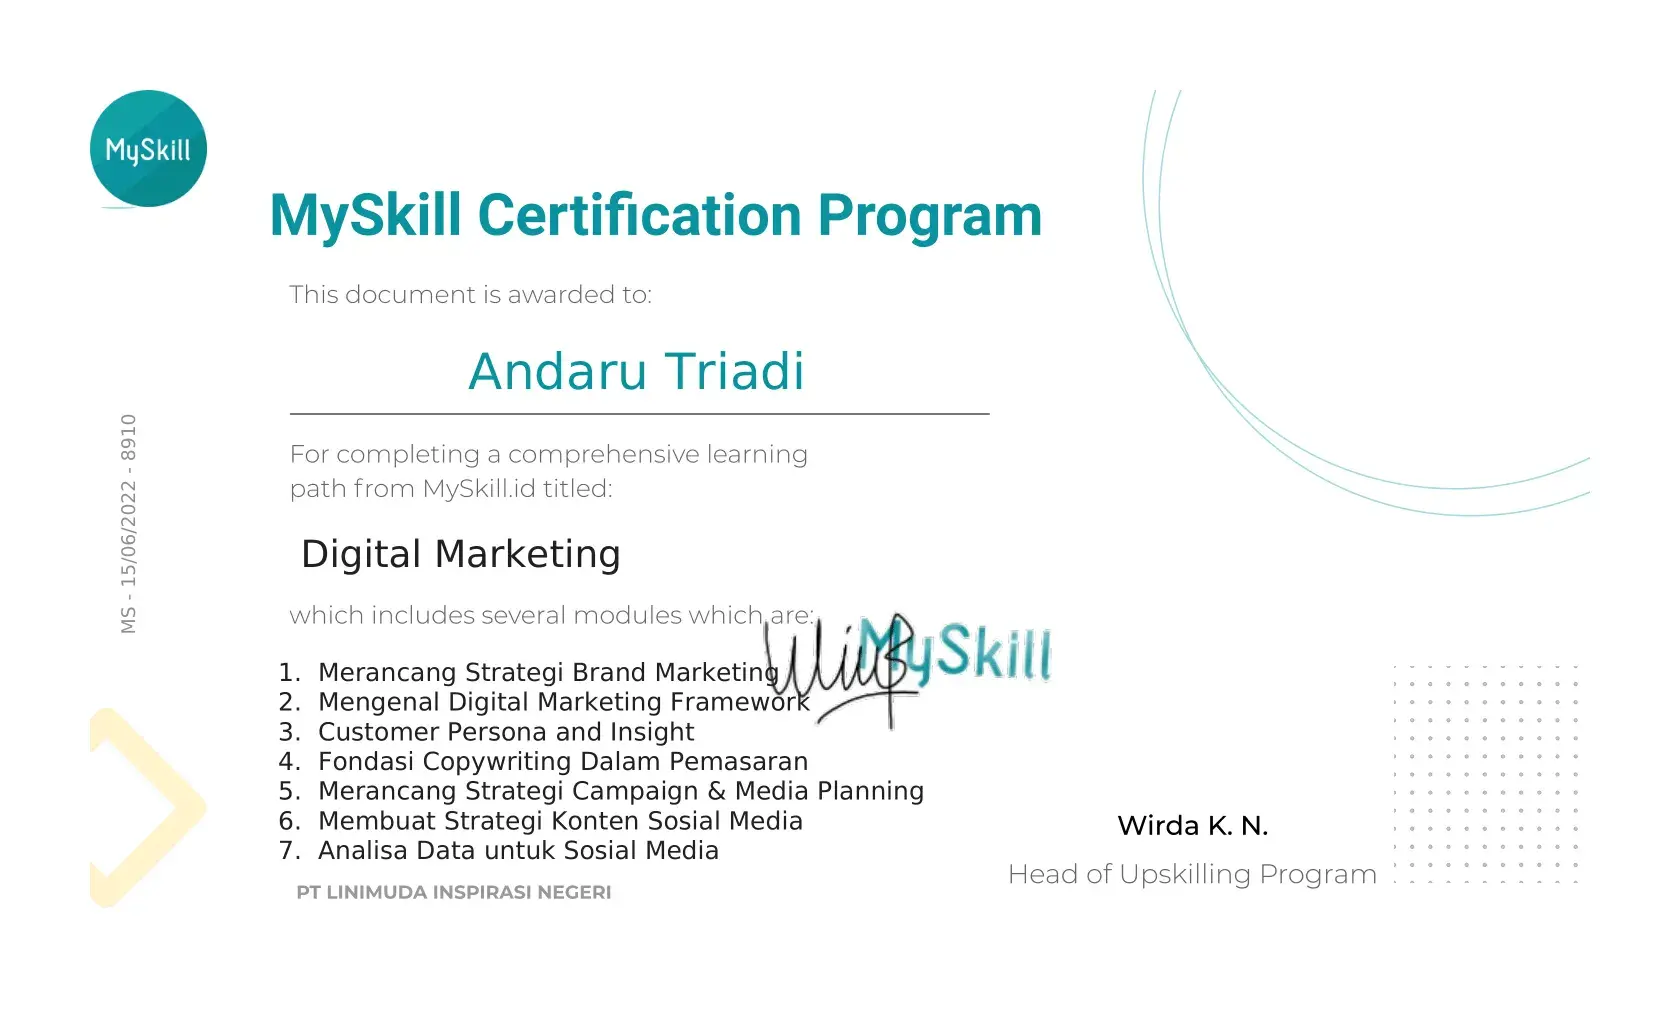 MySkill
MySkill Certification Program
This document is awarded to:
Andaru Triadi
MS - 15/06/2022 - 8910
For completing a comprehensive learning
path from MySkill.id titled:
Digital Marketing
which includes several modules which are:
MySkill
1. Merancang Strategi Brand Marketing
2. Mengenal Digital Marketing Framework
3. Customer Persona and Insight
4. Fondasi Copywriting Dalam Pemasaran
5. Merancang Strategi Campaign & Media Planning
6. Membuat Strategi Konten Sosial Media
7. Analisa Data untuk Sosial Media
Wirda K. N.
Head of Upskilling Program
PT LINIMUDA INSPIRASI NEGERI